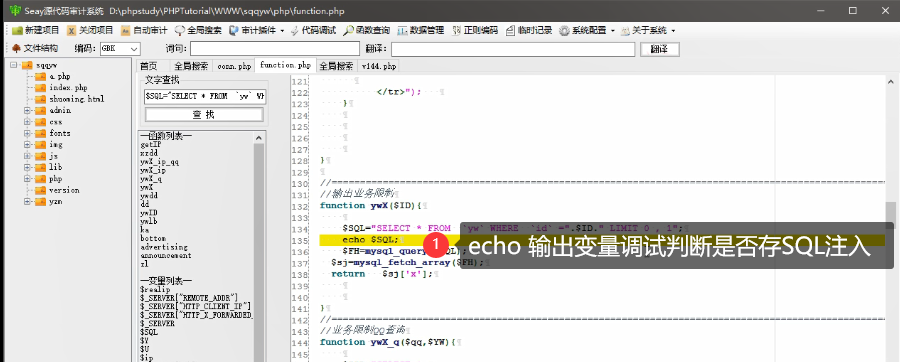 Seay源代码审计系统 D:\phpstudy\PHPTutorial\WWW\sqqyw\php\function.php
新建项目 关闭项目 自动审计 全局搜索 审计插件 代码调试 函数查询 数据管理 正则编码 临时记录 系统配置 关于系统
文件结构 编码: GBK 词句: 翻译: 翻译
首页 全局搜索 conn.php function.php 全局搜索 v144.php
sqqyw
a.php
index.php
shuoming.html
admin
css
fonts
img
js
lib
php
version
yzm
文字查找
$SQL="SELECT * FROM `yw` WH
查 找
一函数列表一
getIP
xrdd
ywX_ip_qq
ywX_ip
ywX_q
ywX
ywdd
dd
ywID
ywlb
ka
bottom
advertising
announcement
zl
一变量列表一
$realip
$_SERVER["REMOTE_ADDR"]
$_SERVER["HTTP_CLIENT_IP"]
$_SERVER["HTTP_X_FORWARDED_
$_SERVER
$SQL
$Y
$U
$ip
121
122 </tr>");
123 }
124
125
126
127
128 }
129
130 //================================================
131 //输出业务限制
132 function ywX($ID){
133
134 $SQL="SELECT * FROM `yw` WHERE `id` =".$ID." LIMIT 0 , 1";
135 echo $SQL;
136 $FH=mysql_query($SQL);
137 $sj=mysql_fetch_array($FH);
138 return $sj['x'];
139
140
141 }
142 //================================================
143 //业务限制qq查询
144 function ywX_q($qq,$YW){
145
1 echo 输出变量调试判断是否存SQL注入